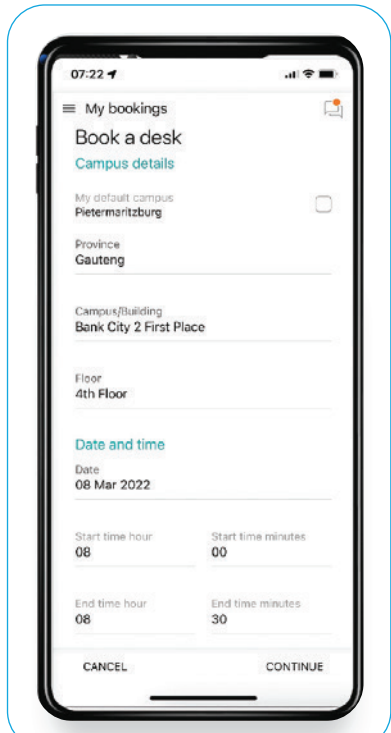 07:22
My bookings
Book a desk
Campus details
My default campus
Pietermaritzburg
Province
Gauteng
Campus/Building
Bank City 2 First Place
Floor
4th Floor
Date and time
Date
08 Mar 2022
Start time hour Start time minutes
08 00
End time hour End time minutes
08 30
CANCEL CONTINUE